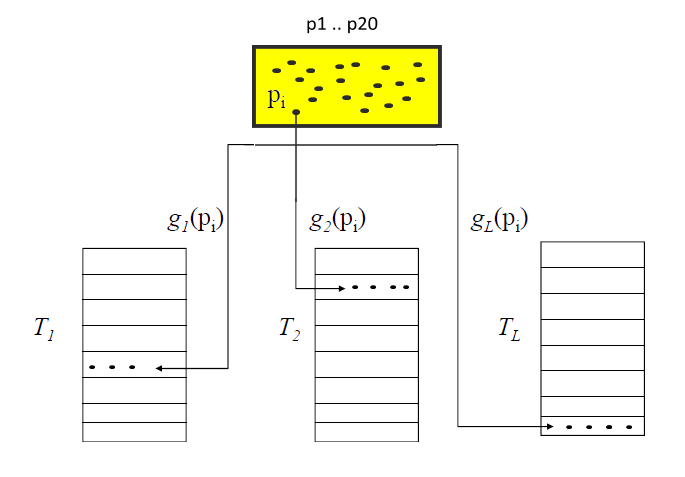 p1 .. p20
pi
g1(pi)
g2(pi)
gL(pi)
T1
T2
TL